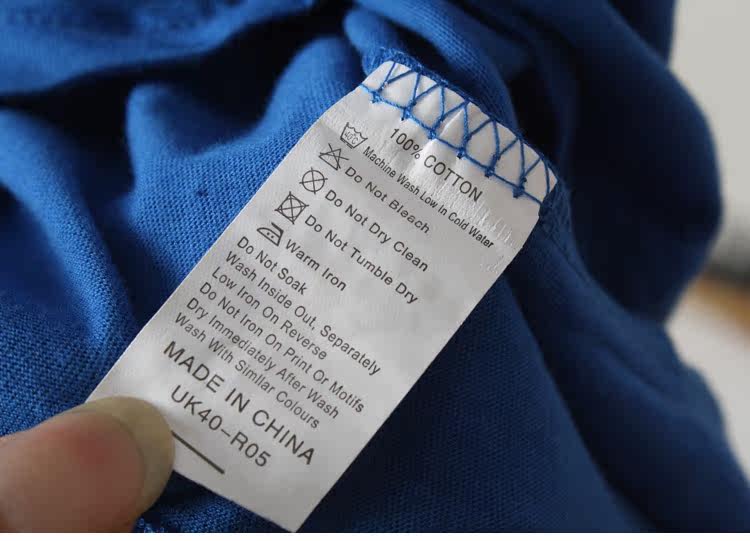 100% COTTON
Machine Wash Low in Cold Water
Do Not Bleach
Do Not Dry Clean
Do Not Tumble Dry
Warm Iron
Do Not Soak
Wash Inside Out, Separately
Low Iron On Reverse
Do Not Iron On Print Or Motifs
Dry Immediately After Wash
Wash With Similar Colours
MADE IN CHINA
UK40-R05